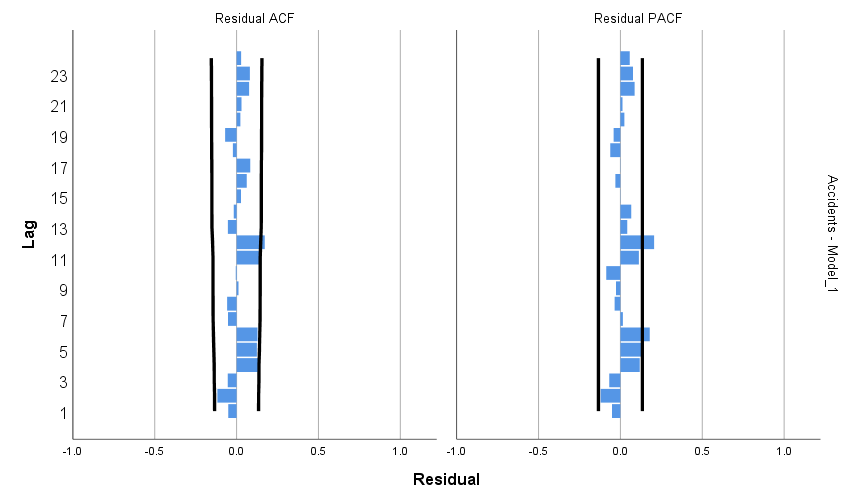 Residual ACF
Residual PACF
Lag
23
21
19
17
15
13
11
9
7
5
3
1
-1.0 -0.5 0.0 0.5 1.0
-1.0 -0.5 0.0 0.5 1.0
Residual
Accidents - Model_1